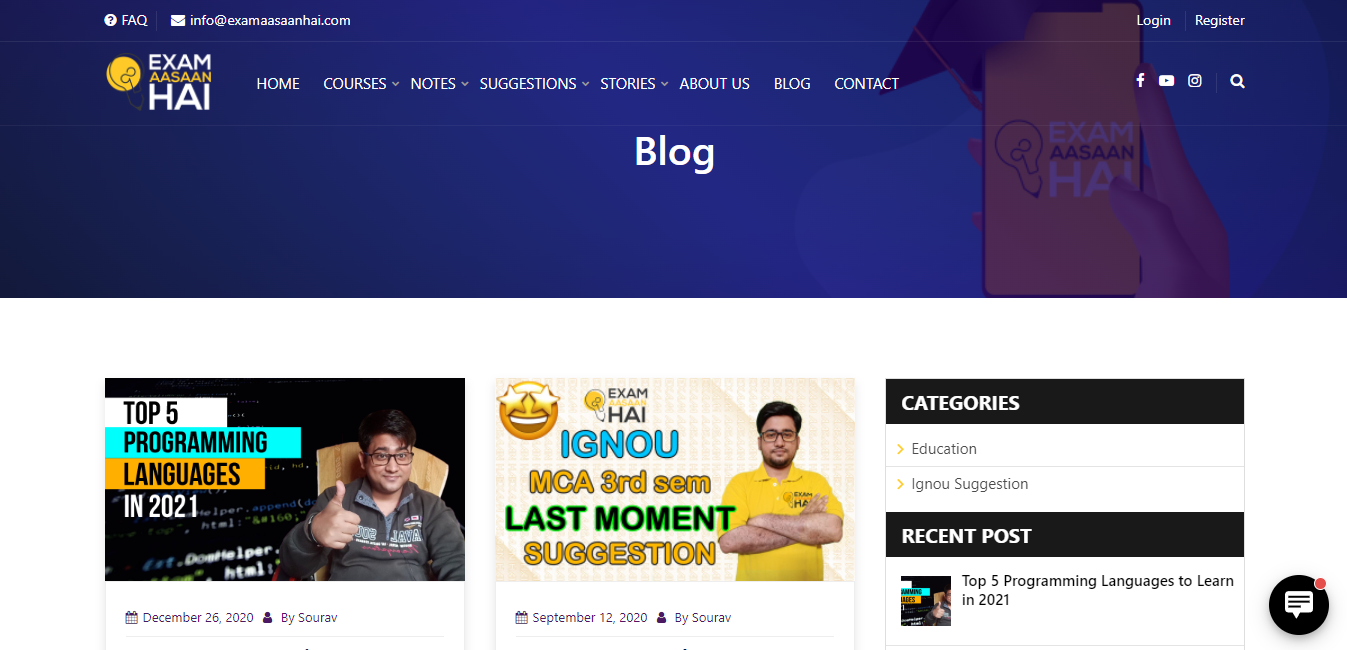 FAQ
info@examaasaanhai.com
Login
Register
EXAM
AASAAN
HAI
HOME
COURSES
NOTES
SUGGESTIONS
STORIES
ABOUT US
BLOG
CONTACT
EXAM
AASAAN
HAI
Blog
TOP 5
PROGRAMMING
LANGUAGES
IN 2021
December 26, 2020
By Sourav
EXAM
AASAAN
HAI
IGNOU
MCA 3rd sem
LAST MOMENT
SUGGESTION
September 12, 2020
By Sourav
CATEGORIES
Education
Ignou Suggestion
RECENT POST
Top 5 Programming Languages to Learn
in 2021